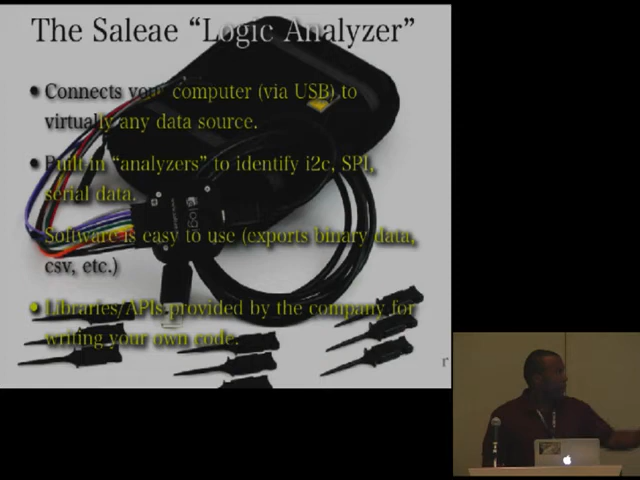 The Saleae “Logic Analyzer”
• Connects your computer (via USB) to
virtually any data source.
• Built-in “analyzers” to identify i2c, SPI,
serial data.
• Software is easy to use (exports binary data,
csv, etc.)
• Libraries/APIs provided by the company for
writing your own code.
r